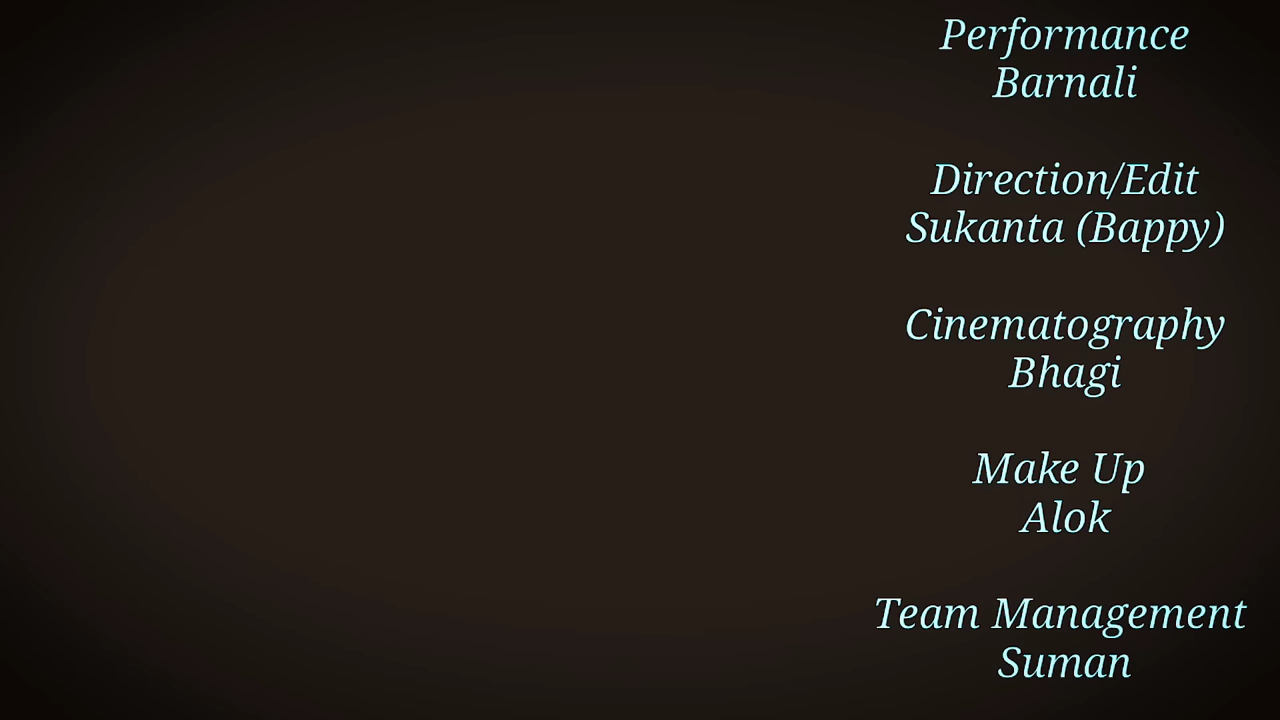 Performance
Barnali
Direction/Edit
Sukanta (Bappy)
Cinematography
Bhagi
Make Up
Alok
Team Management
Suman